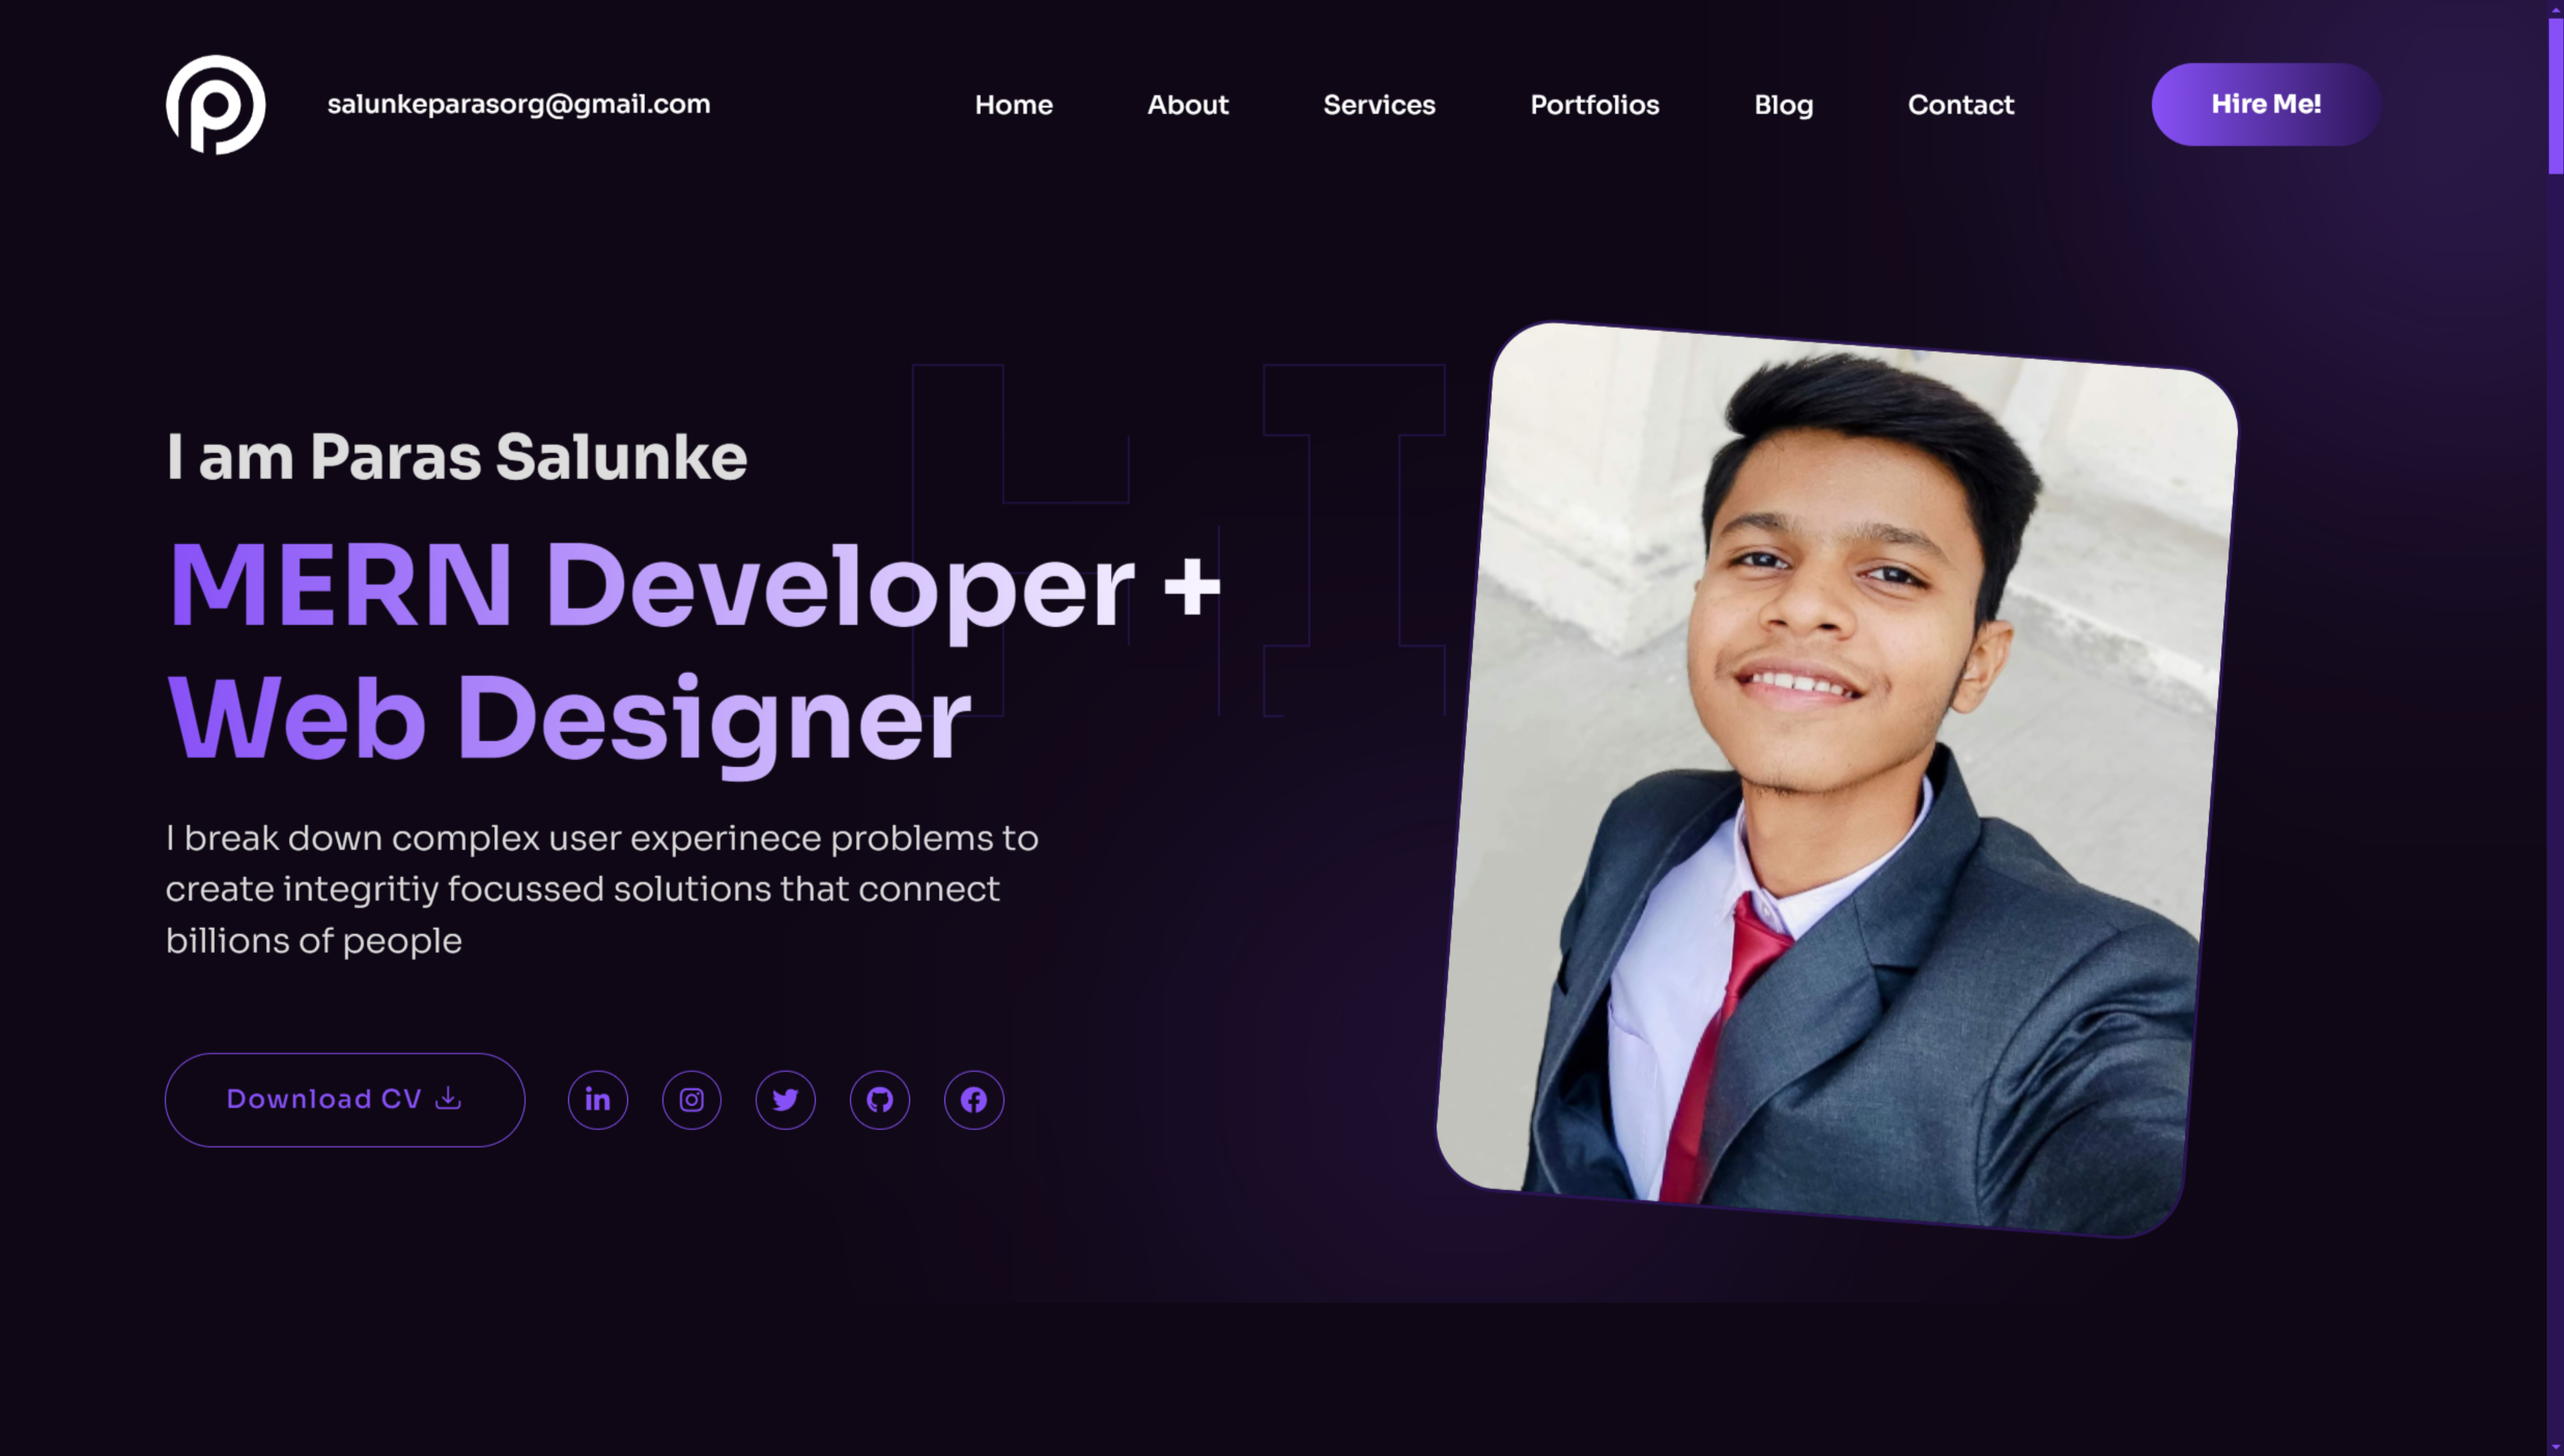 salunkeparasorg@gmail.com
Home About Services Portfolios Blog Contact
Hire Me!
HI
I am Paras Salunke
MERN Developer +
Web Designer
I break down complex user experinece problems to
create integritiy focussed solutions that connect
billions of people
Download CV